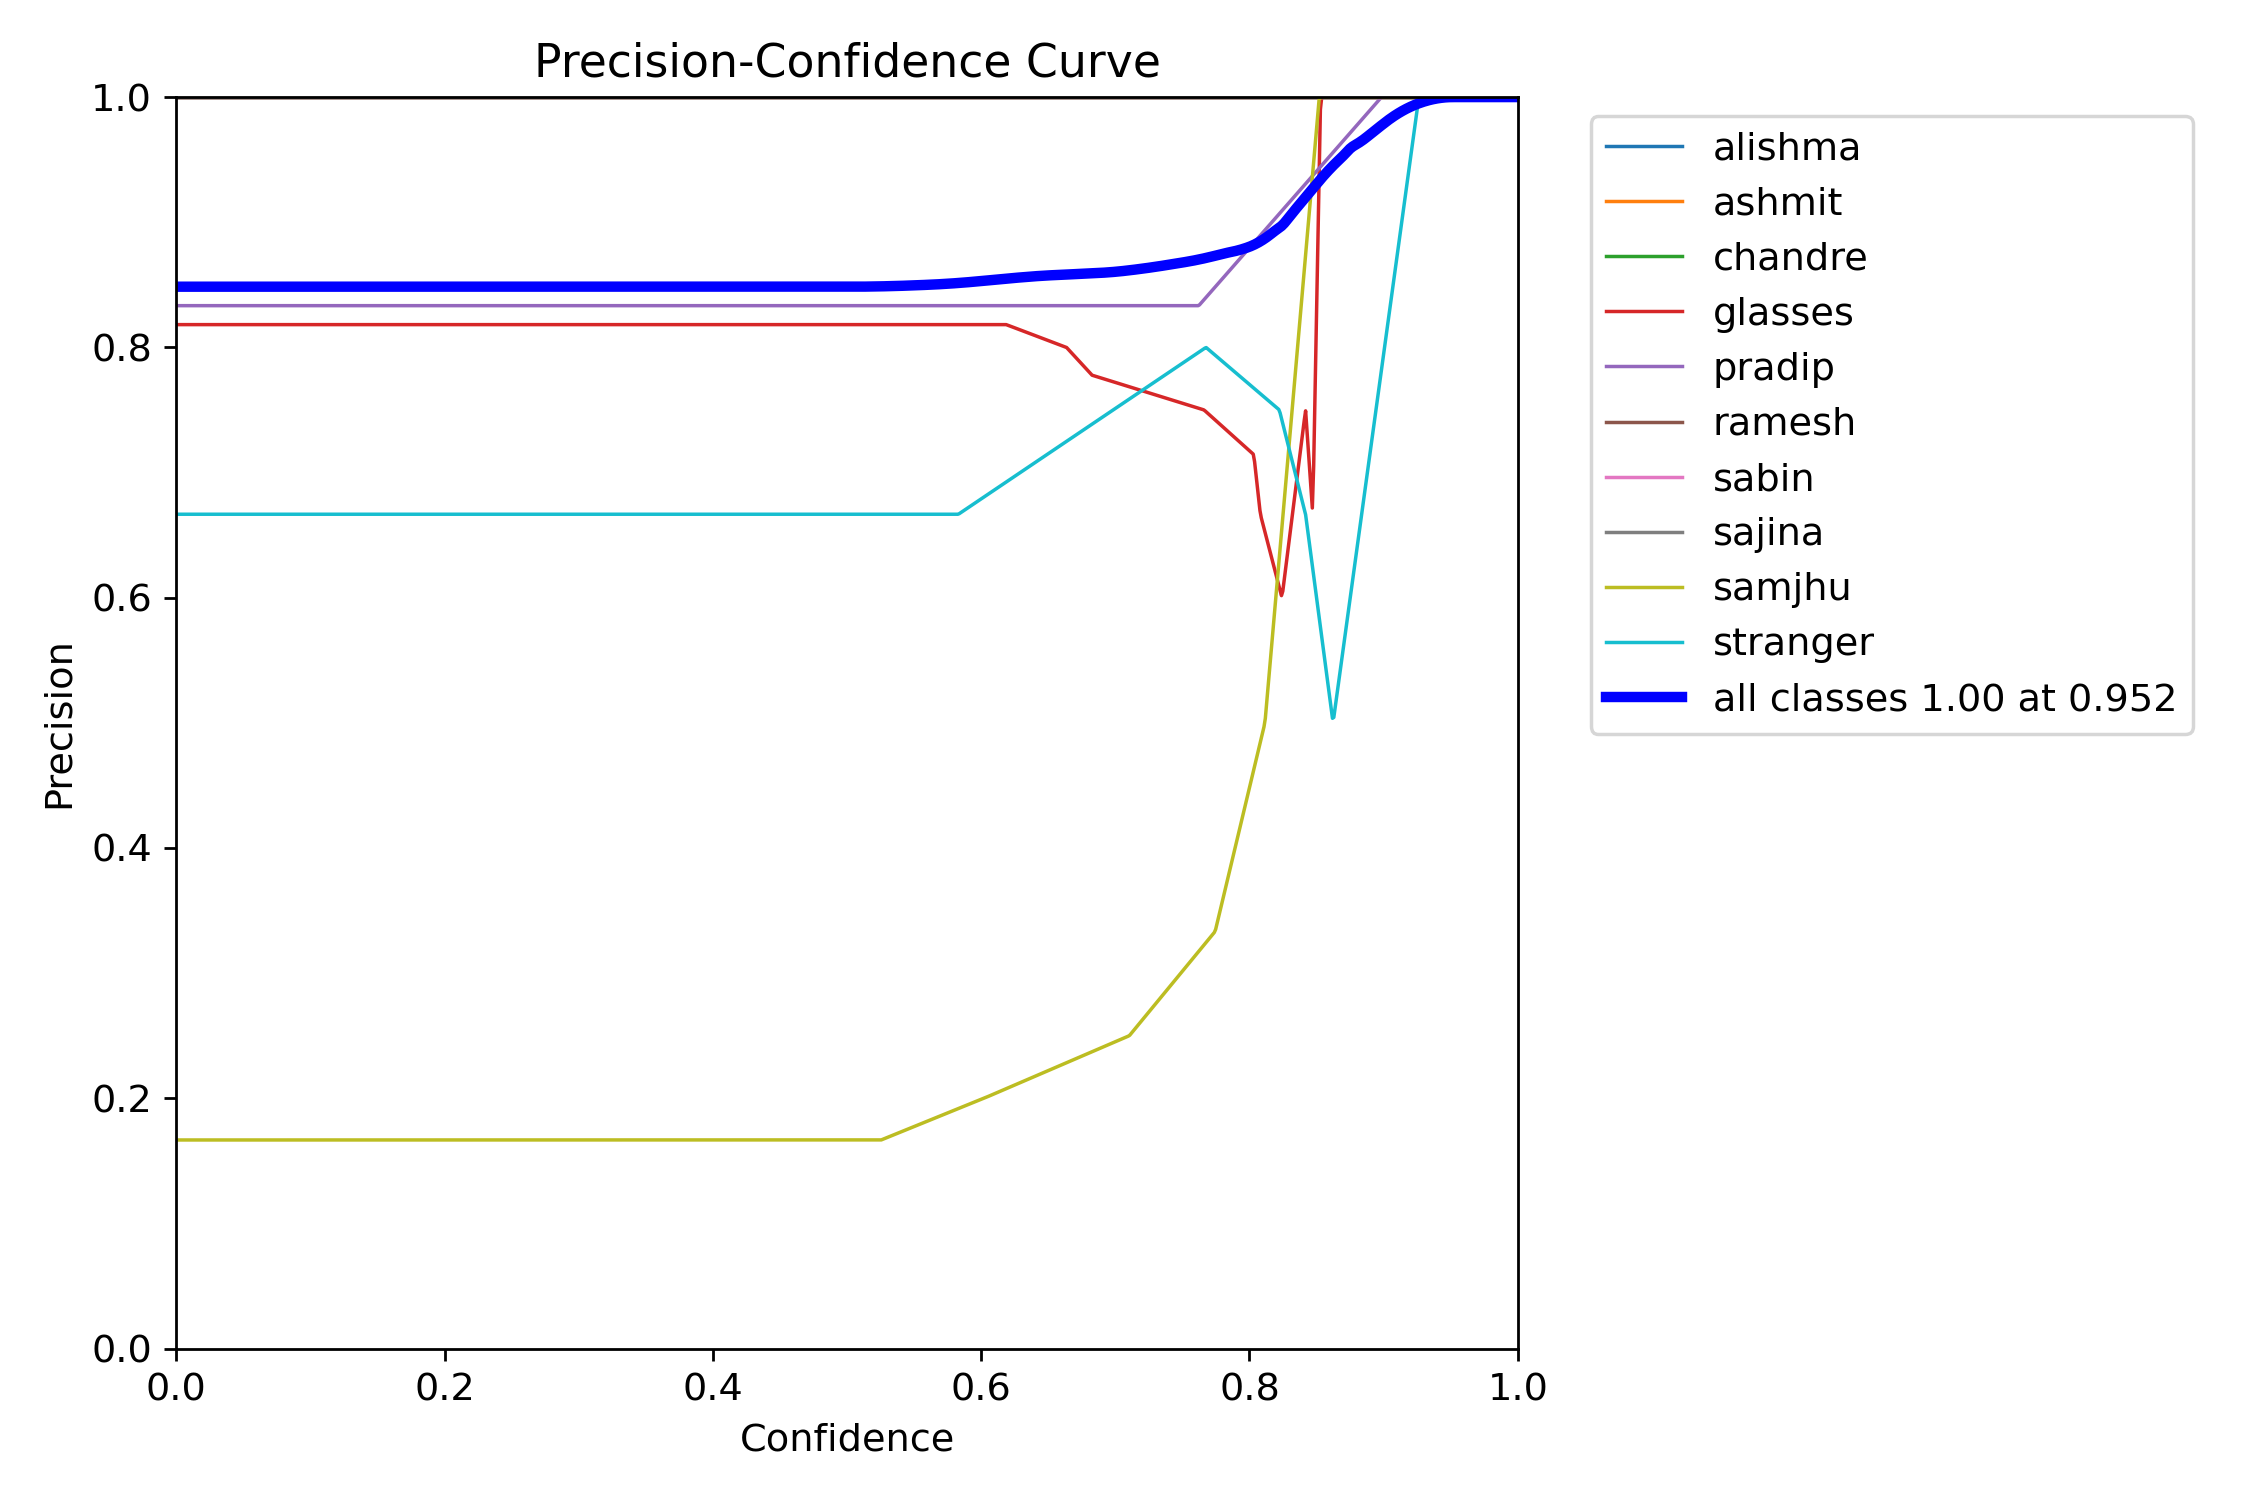 Precision-Confidence Curve
1.0
0.8
0.6
0.4
0.2
0.0
Precision
0.0 0.2 0.4 0.6 0.8 1.0
Confidence
alishma
ashmit
chandre
glasses
pradip
ramesh
sabin
sajina
samjhu
stranger
all classes 1.00 at 0.952